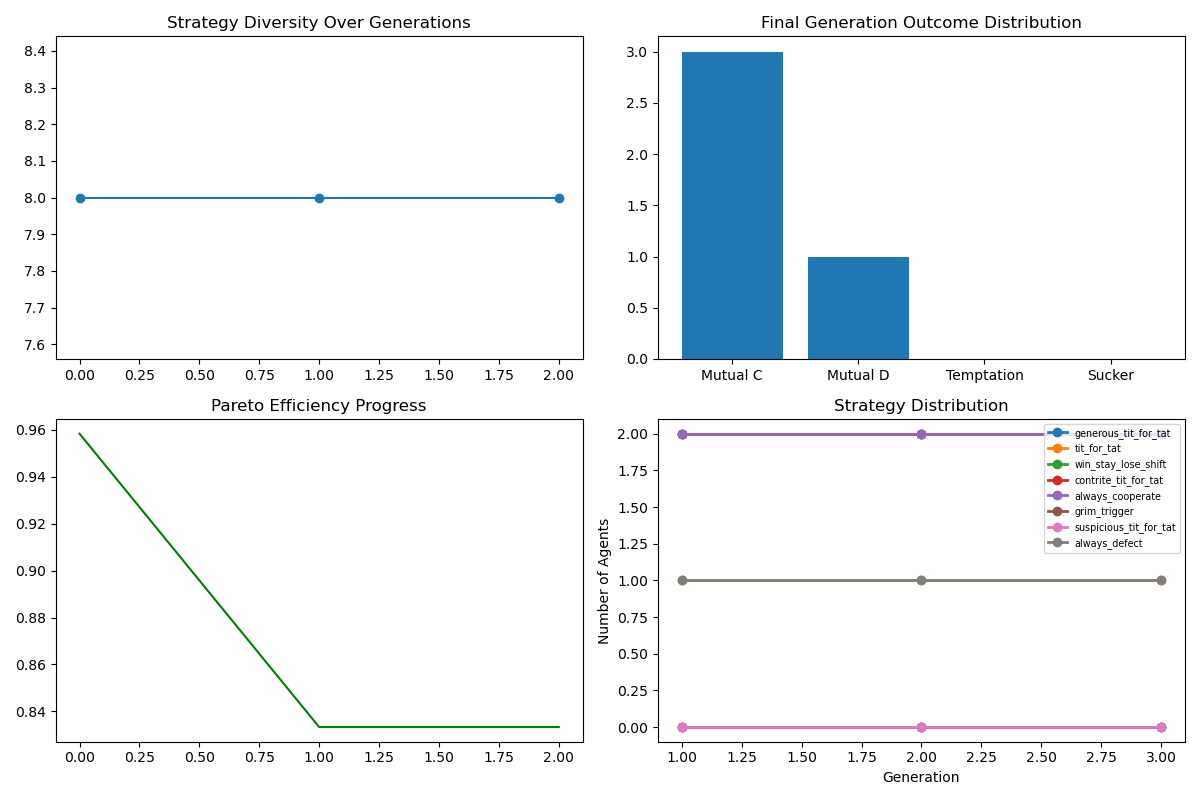 Strategy Diversity Over Generations
8.4
8.3
8.2
8.1
8.0
7.9
7.8
7.7
7.6
0.00 0.25 0.50 0.75 1.00 1.25 1.50 1.75 2.00
Final Generation Outcome Distribution
3.0
2.5
2.0
1.5
1.0
0.5
0.0
Mutual C Mutual D Temptation Sucker
Pareto Efficiency Progress
0.96
0.94
0.92
0.90
0.88
0.86
0.84
0.00 0.25 0.50 0.75 1.00 1.25 1.50 1.75 2.00
Strategy Distribution
Number of Agents
2.00
1.75
1.50
1.25
1.00
0.75
0.50
0.25
0.00
generous_tit_for_tat
tit_for_tat
win_stay_lose_shift
contrite_tit_for_tat
always_cooperate
grim_trigger
suspicious_tit_for_tat
always_defect
1.00 1.25 1.50 1.75 2.00 2.25 2.50 2.75 3.00
Generation